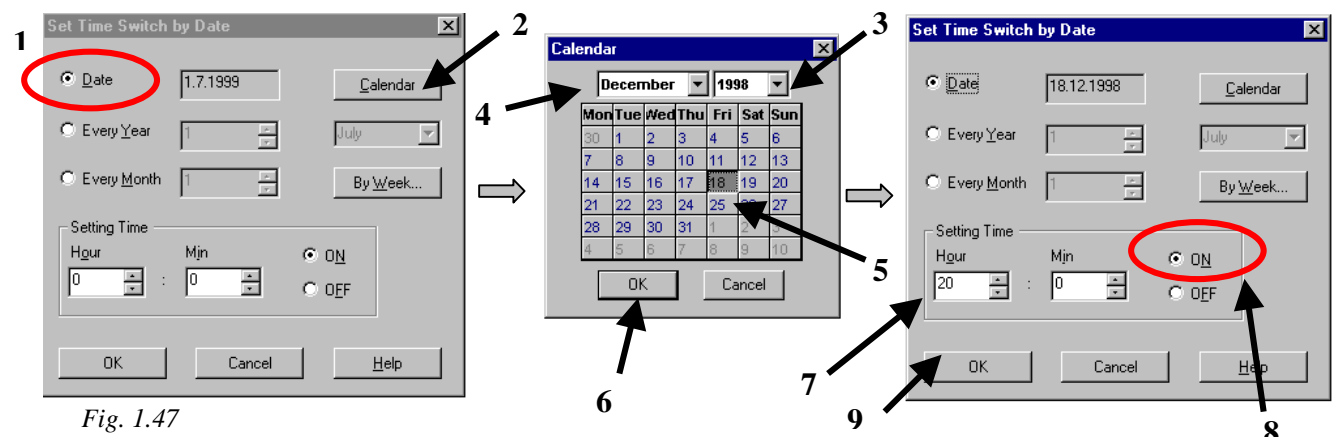 1
Set Time Switch by Date
Date
1.7.1999
Calendar
Every Year
1
July
Every Month
1
By Week...
Setting Time
Hour
Min
0
:
0
ON
OFF
OK
Cancel
Help
Fig. 1.47
2
3
4
Calendar
December
1998
Mon Tue Wed Thu Fri Sat Sun
30 1 2 3 4 5 6
7 8 9 10 11 12 13
14 15 16 17 18 19 20
21 22 23 24 25 27
28 29 30 31 1 2 3
4 5 6 7 8 9 10
OK
Cancel
5
6
Set Time Switch by Date
Date
18.12.1998
Calendar
Every Year
1
July
Every Month
1
By Week...
Setting Time
Hour
Min
20
:
0
ON
OFF
OK
Cancel
Help
7
8
9